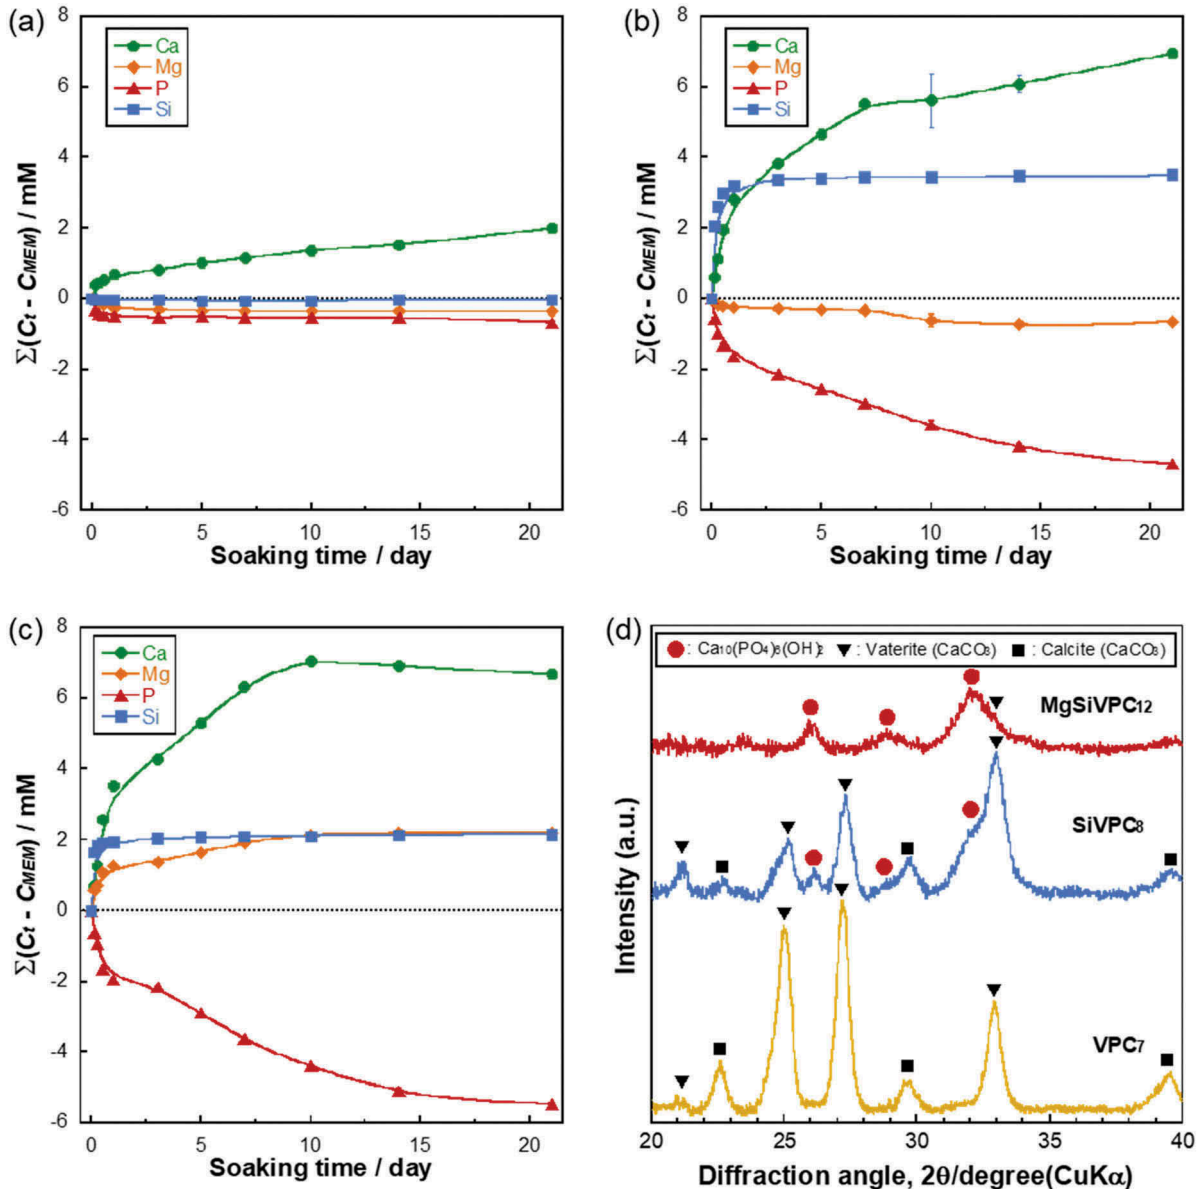 (a)
8
6
4
2
0
-2
-4
-6
Σ(Ct - CMEM) / mM
Ca
Mg
P
Si
0 5 10 15 20
Soaking time / day
(b)
8
6
4
2
0
-2
-4
-6
Σ(Ct - CMEM) / mM
Ca
Mg
P
Si
0 5 10 15 20
Soaking time / day
(c)
8
6
4
2
0
-2
-4
-6
Σ(Ct - CMEM) / mM
Ca
Mg
P
Si
0 5 10 15 20
Soaking time / day
(d)
: Ca10(PO4)6(OH)2 : Vaterite (CaCO3) : Calcite (CaCO3)
MgSiVPC12
SiVPC8
VPC7
Intensity (a.u.)
20 25 30 35 40
Diffraction angle, 2θ/degree(CuKα)